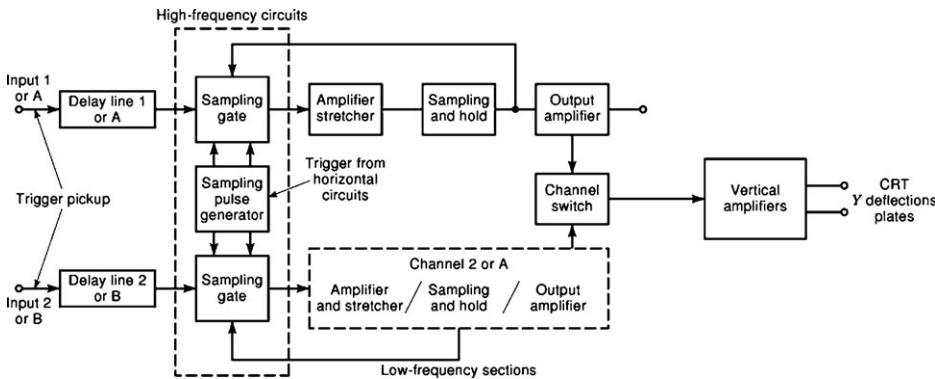 High-frequency circuits
Input 1
or A
Delay line 1
or A
Sampling
gate
Amplifier
stretcher
Sampling
and hold
Output
amplifier
Trigger pickup
Sampling
pulse
generator
Trigger from
horizontal
circuits
Channel
switch
Vertical
amplifiers
CRT
Y deflections
plates
Input 2
or B
Delay line 2
or B
Sampling
gate
Channel 2 or A
Amplifier
and stretcher
/
Sampling
and hold
/
Output
amplifier
Low-frequency sections